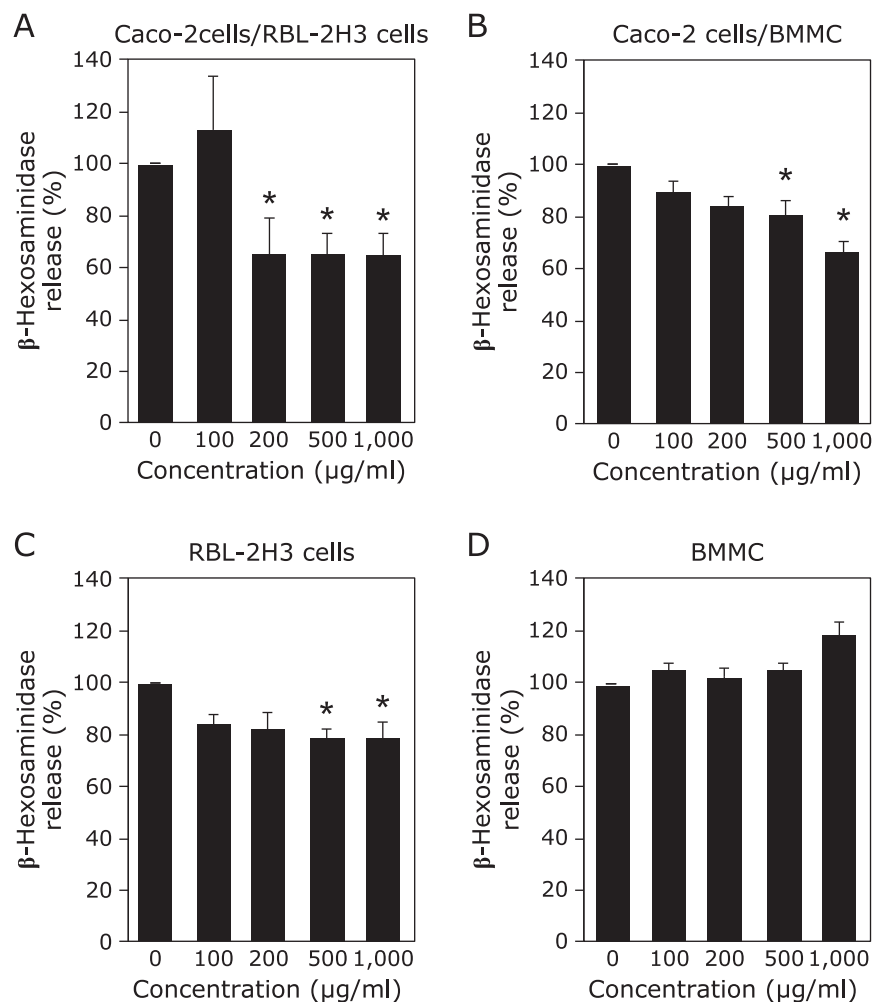 A
Caco-2cells/RBL-2H3 cells
140
120
100
80
60
40
20
0
β-Hexosaminidase
release (%)
*
*
*
0 100 200 500 1,000
Concentration (µg/ml)
B
Caco-2 cells/BMMC
140
120
100
80
60
40
20
0
β-Hexosaminidase
release (%)
*
*
0 100 200 500 1,000
Concentration (µg/ml)
C
RBL-2H3 cells
140
120
100
80
60
40
20
0
β-Hexosaminidase
release (%)
*
*
0 100 200 500 1,000
Concentration (µg/ml)
D
BMMC
140
120
100
80
60
40
20
0
β-Hexosaminidase
release (%)
0 100 200 500 1,000
Concentration (µg/ml)